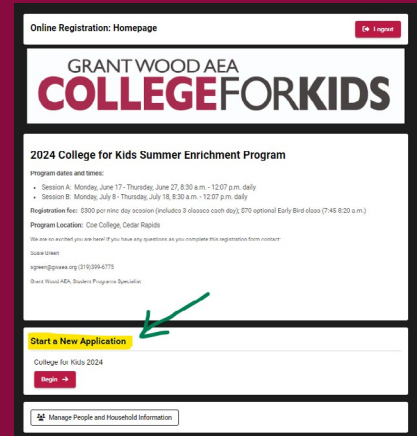 Online Registration: Homepage
Logout
GRANT WOOD AEA
COLLEGEFORKIDS
2024 College for Kids Summer Enrichment Program
Program dates and times:
• Session A: Monday, June 17 - Thursday, June 27, 8:30 a.m. - 12:07 p.m. daily
• Session B: Monday, July 8 - Thursday, July 18, 8:30 a.m. - 12:07 p.m. daily
Registration fee: $300 per nine day session (includes 3 classes each day); $70 optional Early Bird class (7:45 8:20 a.m.)
Program Location: Coe College, Cedar Rapids
We are so excited you are here! If you have any questions as you complete this registration form contact:
Susie Green
sgreen@gwaea.org (319)399-6775
Grant Wood AEA, Student Programs Specialist
Start a New Application
College for Kids 2024
Begin →
Manage People and Household Information